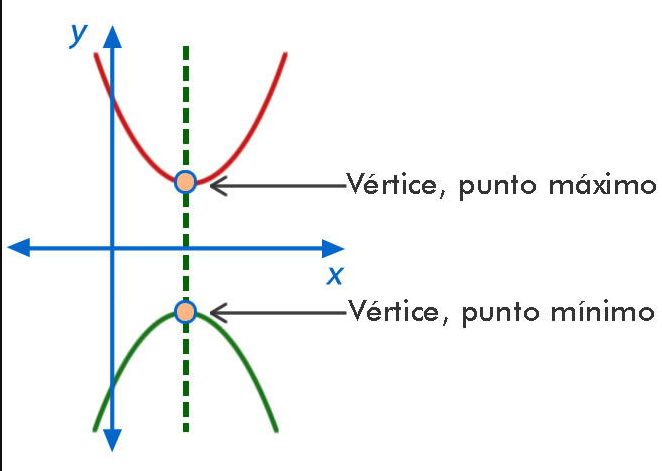 y
Vértice, punto máximo
x
Vértice, punto mínimo